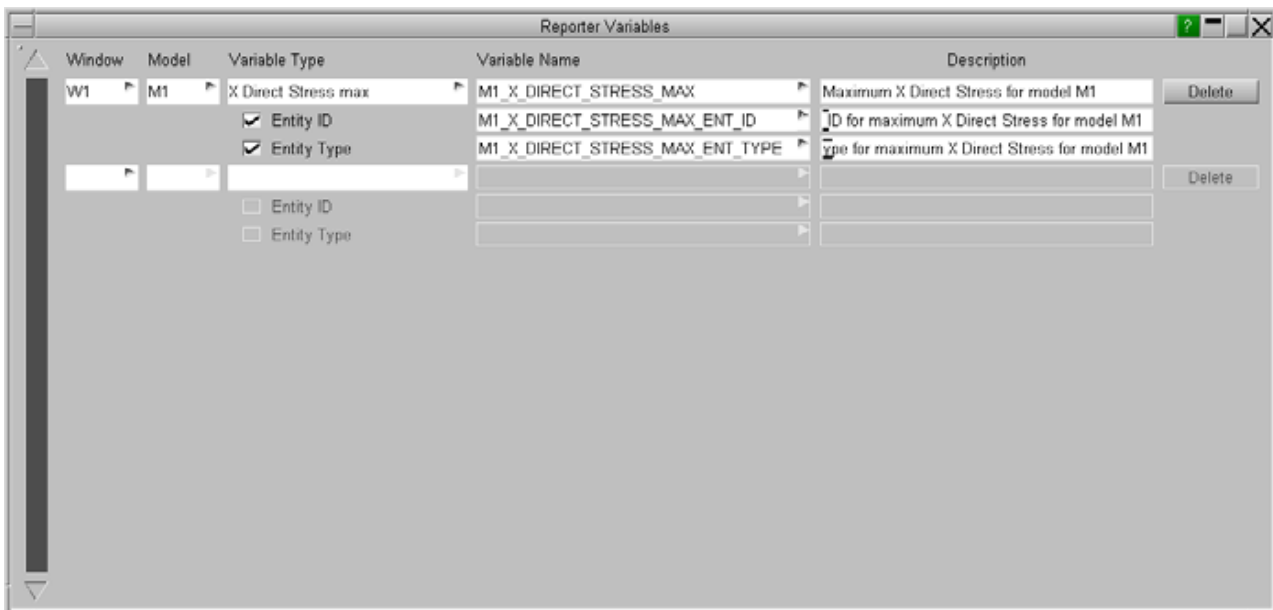 Reporter Variables ?
Window Model Variable Type Variable Name Description
W1 M1 X Direct Stress max M1_X_DIRECT_STRESS_MAX Maximum X Direct Stress for model M1 Delete
Entity ID M1_X_DIRECT_STRESS_MAX_ENT_ID ID for maximum X Direct Stress for model M1
Entity Type M1_X_DIRECT_STRESS_MAX_ENT_TYPE ype for maximum X Direct Stress for model M1
Delete
Entity ID
Entity Type